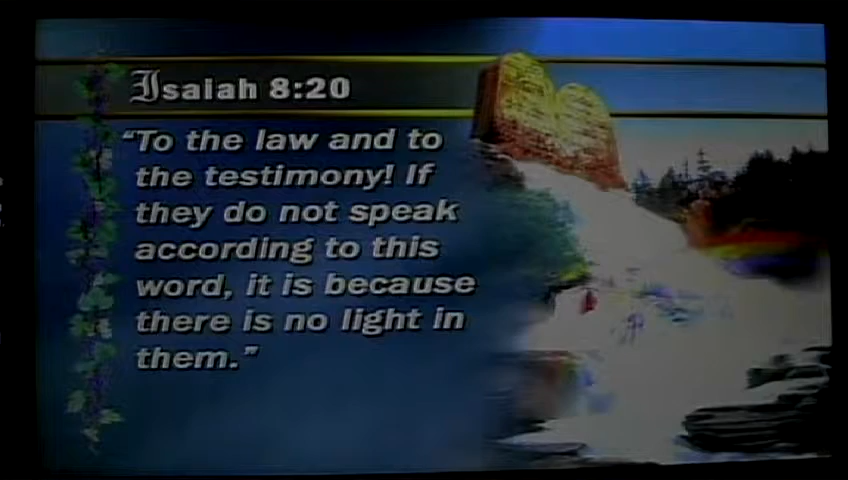 Isaiah 8:20
“To the law and to
the testimony! If
they do not speak
according to this
word, it is because
there is no light in
them.”